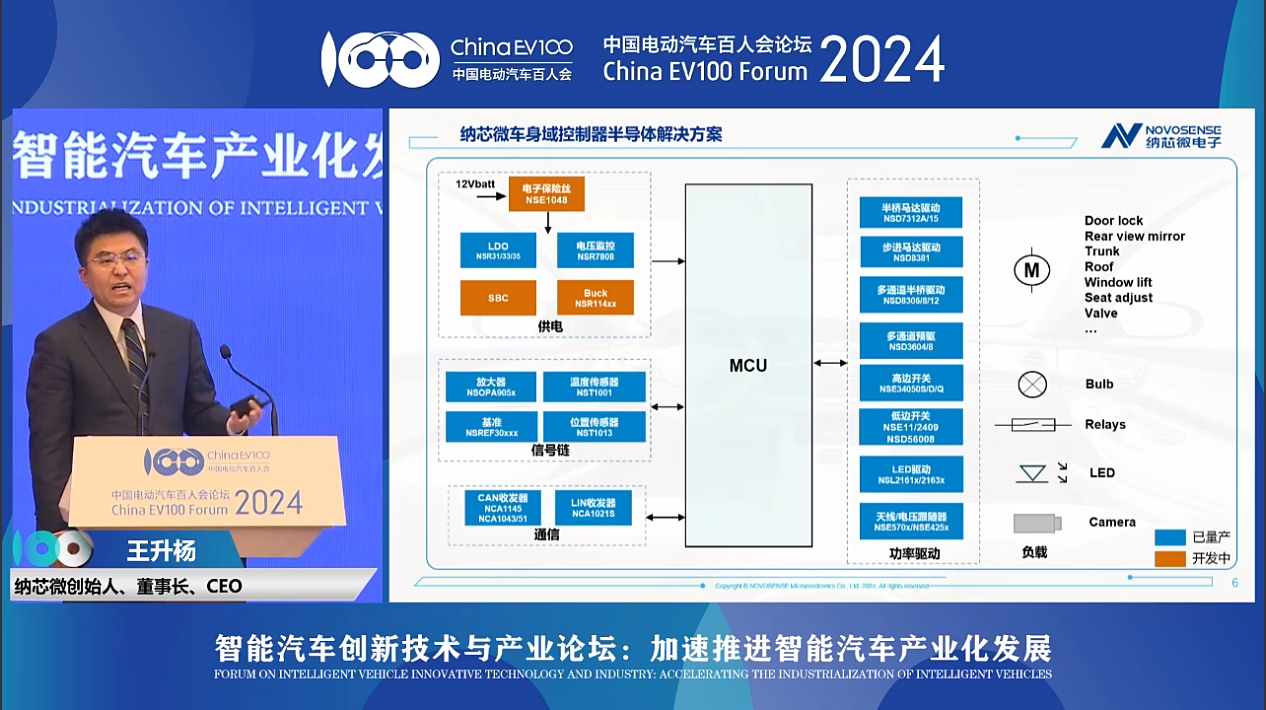 China EV100
中国电动汽车百人会
中国电动汽车百人会论坛
China EV100 Forum
2024
智能汽车产业化发
INDUSTRIALIZATION OF INTELLIGENT V
China EV100
中国电动汽车百人会
中国电动汽车百人会论坛
China EV100 Forum
2024
王升杨
纳芯微创始人、董事长、CEO
纳芯微车身域控制器半导体解决方案
NOVOSENSE
纳芯微电子
12Vbatt
电子保险丝
NSE1048
LDO
NSR31/33/35
电压监控
NSR7808
SBC
Buck
NSR114xx
供电
放大器
NSOPA905x
温度传感器
NST1001
基准
NSREF30xxx
位置传感器
NST1013
信号链
CAN收发器
NCA1145
NCA1043/51
LIN收发器
NCA1021S
通信
MCU
半桥马达驱动
NSD7312A/15
步进马达驱动
NSD8381
多通道半桥驱动
NSD8306/8/12
多通道预驱
NSD3604/8
高边开关
NSE34050S/D/Q
低边开关
NSE11/2409
NSD56008
LED驱动
NSL2161x/2163x
天线/电压跟随器
NSE570x/NSE425x
功率驱动
M
Door lock
Rear view mirror
Trunk
Roof
Window lift
Seat adjust
Valve
...
Bulb
Relays
LED
Camera
负载
已量产
开发中
Copyright © NOVOSENSE Microelectronics Co., Ltd. 2024. All rights reserved.
6
智能汽车创新技术与产业论坛：加速推进智能汽车产业化发展
FORUM ON INTELLIGENT VEHICLE INNOVATIVE TECHNOLOGY AND INDUSTRY: ACCELERATING THE INDUSTRIALIZATION OF INTELLIGENT VEHICLES